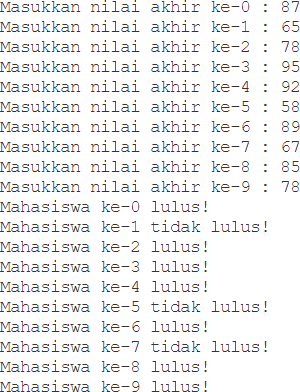 Masukkan nilai akhir ke-0 : 87
Masukkan nilai akhir ke-1 : 65
Masukkan nilai akhir ke-2 : 78
Masukkan nilai akhir ke-3 : 95
Masukkan nilai akhir ke-4 : 92
Masukkan nilai akhir ke-5 : 58
Masukkan nilai akhir ke-6 : 89
Masukkan nilai akhir ke-7 : 67
Masukkan nilai akhir ke-8 : 85
Masukkan nilai akhir ke-9 : 78
Mahasiswa ke-0 lulus!
Mahasiswa ke-1 tidak lulus!
Mahasiswa ke-2 lulus!
Mahasiswa ke-3 lulus!
Mahasiswa ke-4 lulus!
Mahasiswa ke-5 tidak lulus!
Mahasiswa ke-6 lulus!
Mahasiswa ke-7 tidak lulus!
Mahasiswa ke-8 lulus!
Mahasiswa ke-9 lulus!